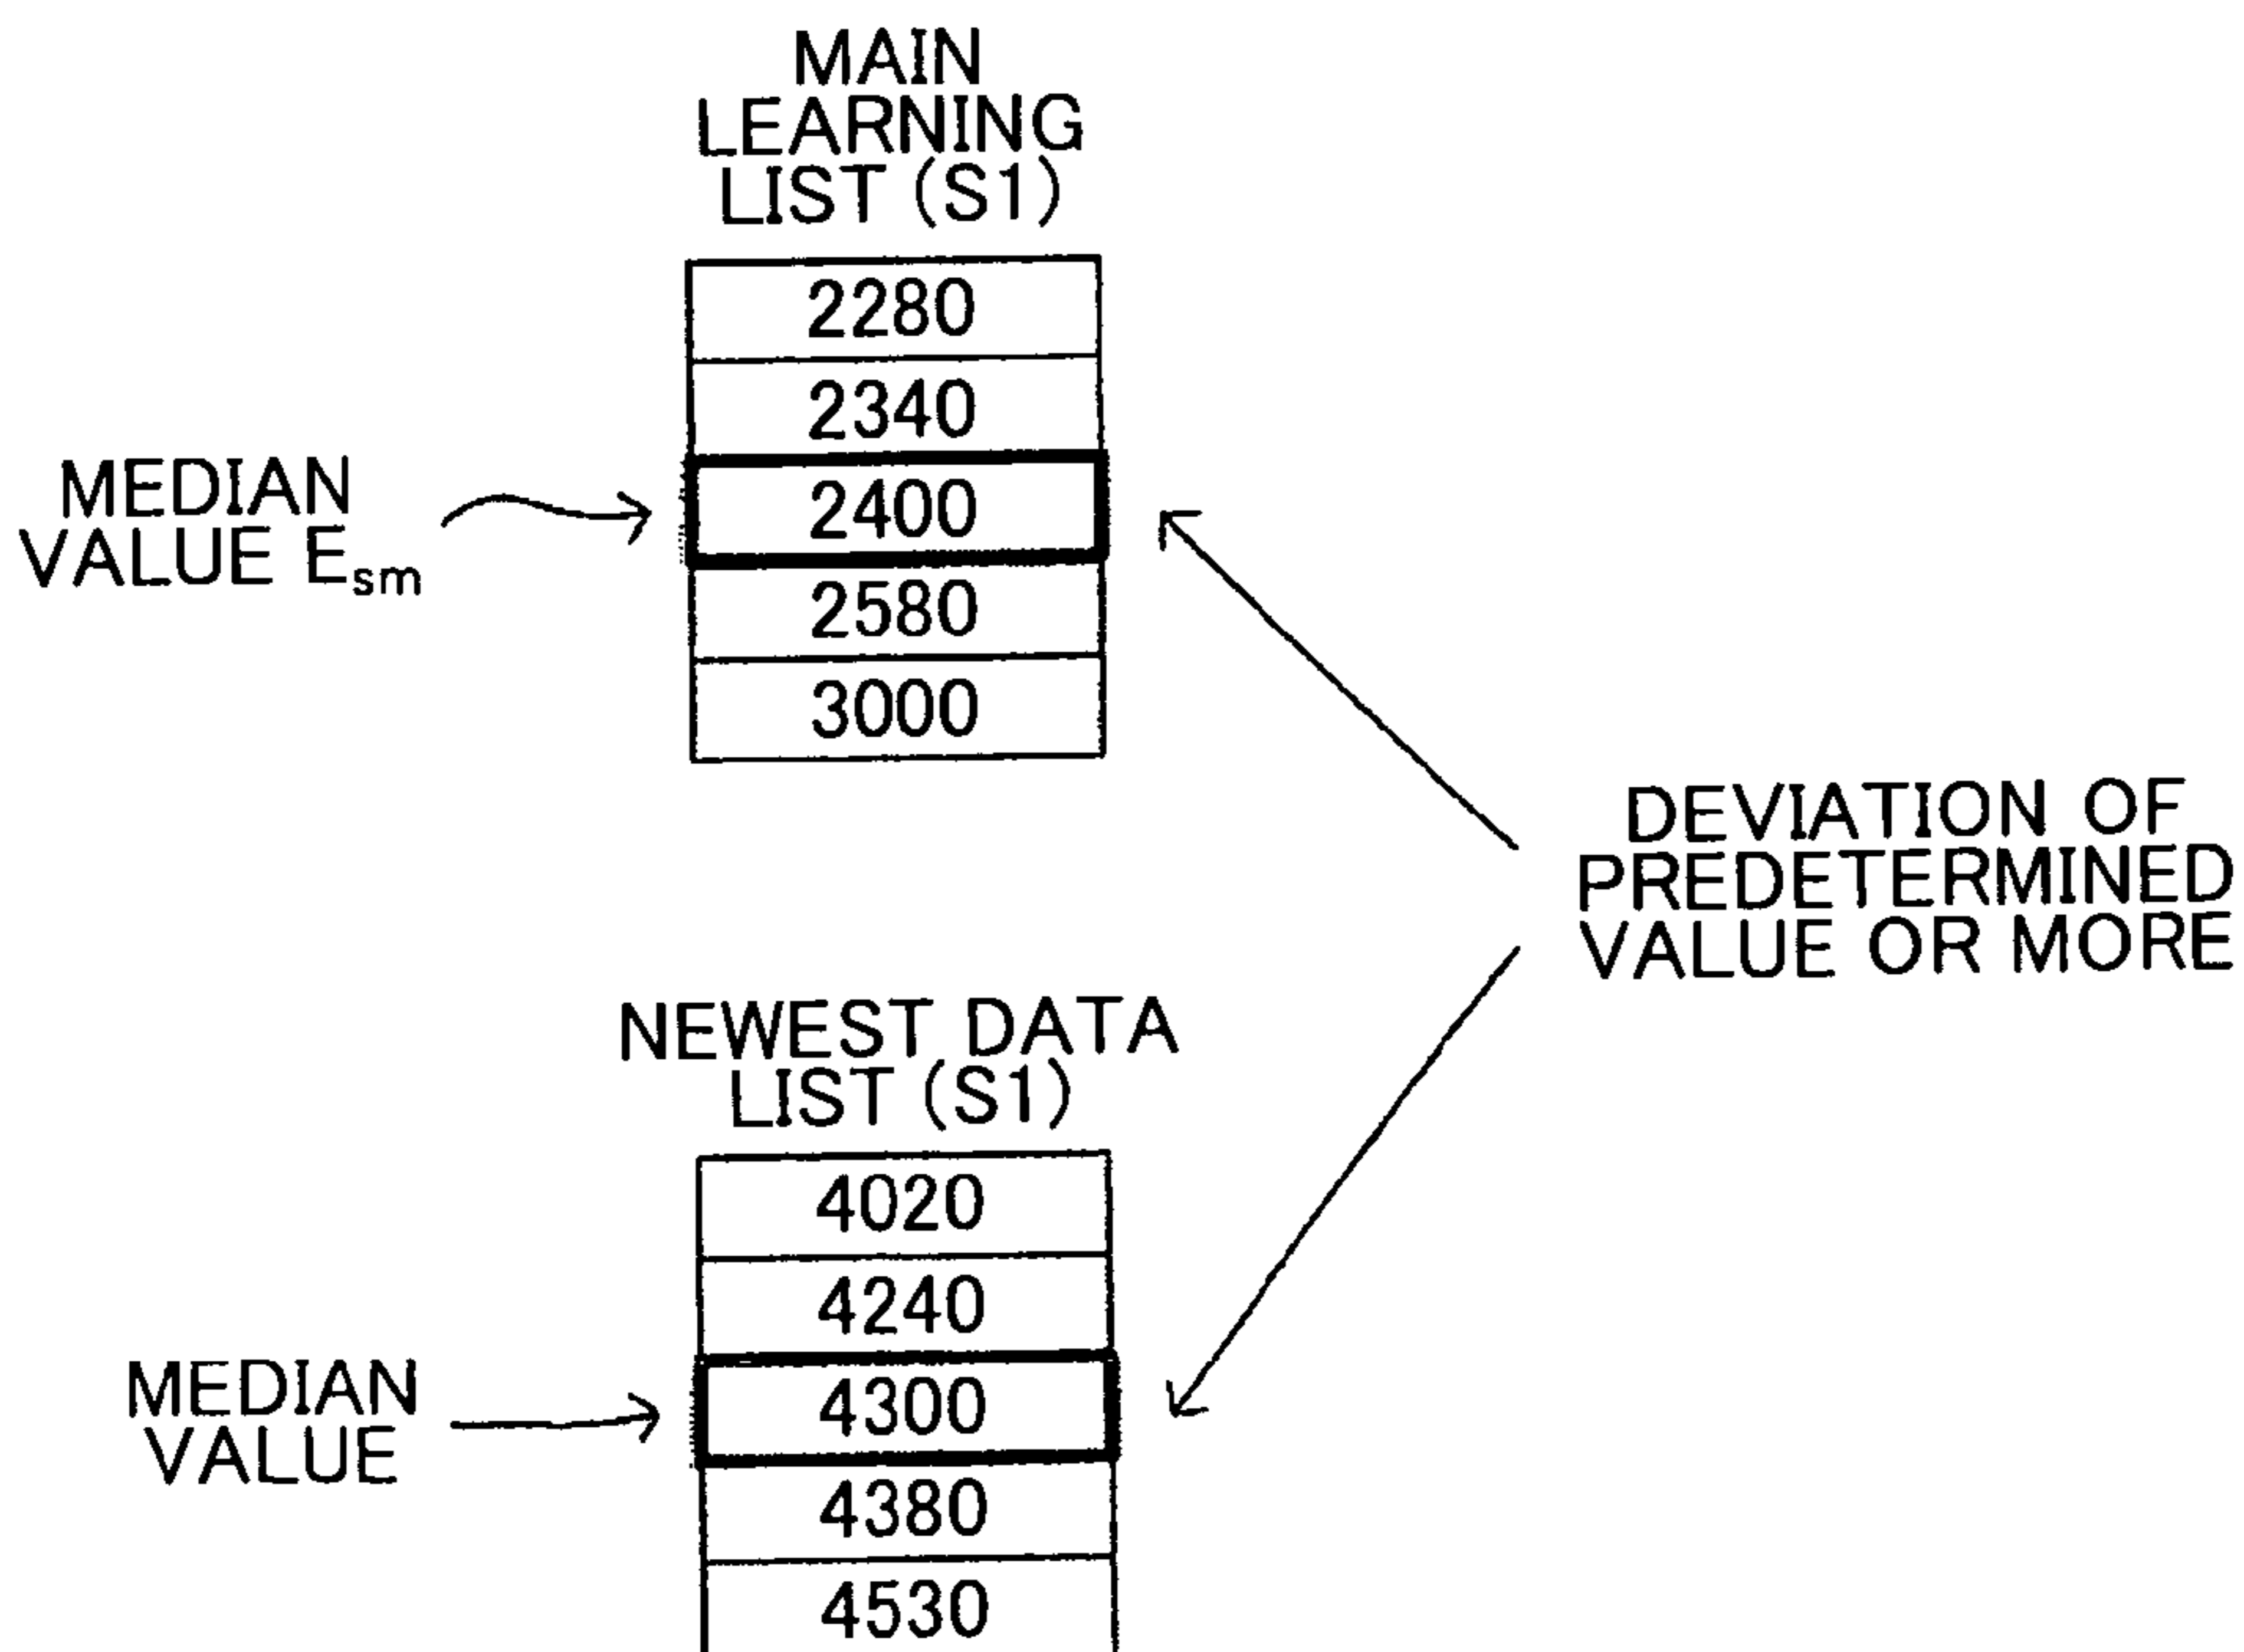 MAIN
LEARNING
LIST (S1)
2280
2340
MEDIAN
VALUE Esm
2400
2580
3000
DEVIATION OF
PREDETERMINED
VALUE OR MORE
NEWEST DATA
LIST (S1)
4020
4240
MEDIAN
VALUE
4300
4380
4530